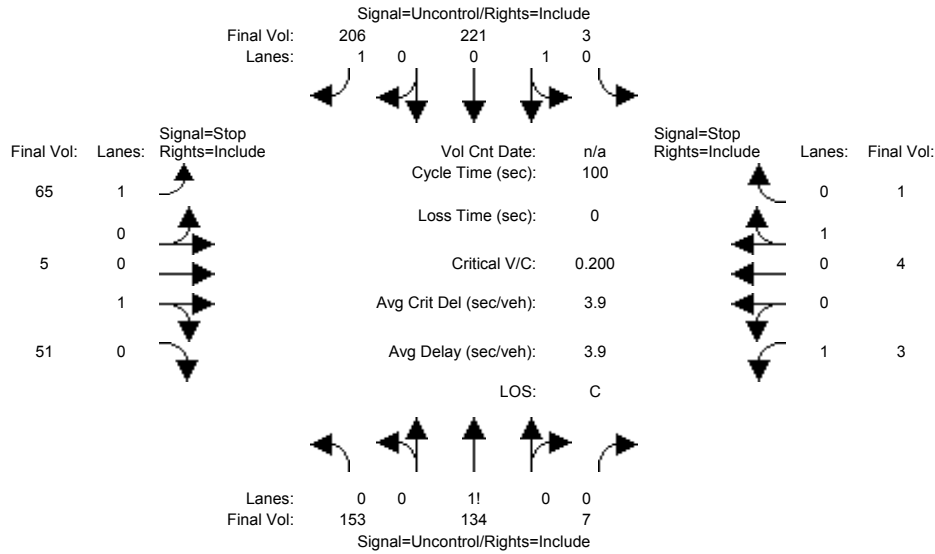 Signal=Uncontrol/Rights=Include
Final Vol: 206 221 3
Lanes: 1 0 0 1 0
Signal=Stop
Final Vol: Lanes: Rights=Include
Vol Cnt Date: n/a
Signal=Stop
Rights=Include Lanes: Final Vol:
Cycle Time (sec): 100
65 1
0 1
Loss Time (sec): 0
0
1
5 0
Critical V/C: 0.200
0 4
1
Avg Crit Del (sec/veh): 3.9
0
51 0
Avg Delay (sec/veh): 3.9
1 3
LOS: C
Lanes: 0 0 1! 0 0
Final Vol: 153 134 7
Signal=Uncontrol/Rights=Include